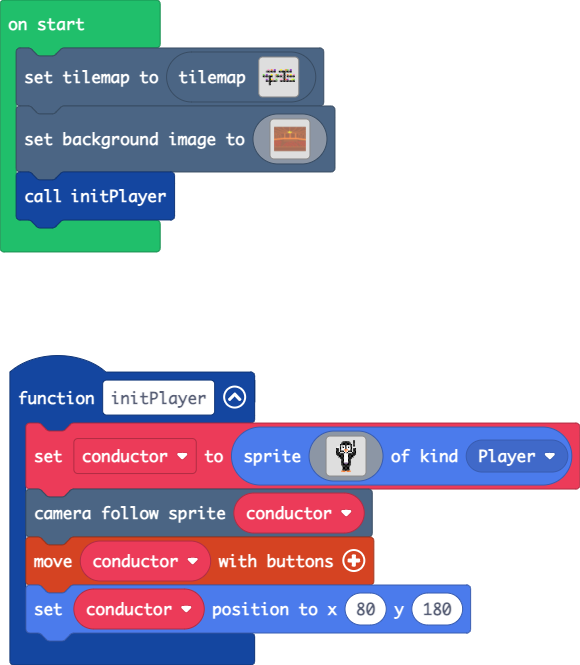 on start
set tilemap to tilemap
set background image to
call initPlayer
function initPlayer
set conductor to sprite of kind Player
camera follow sprite conductor
move conductor with buttons
set conductor position to x 80 y 180